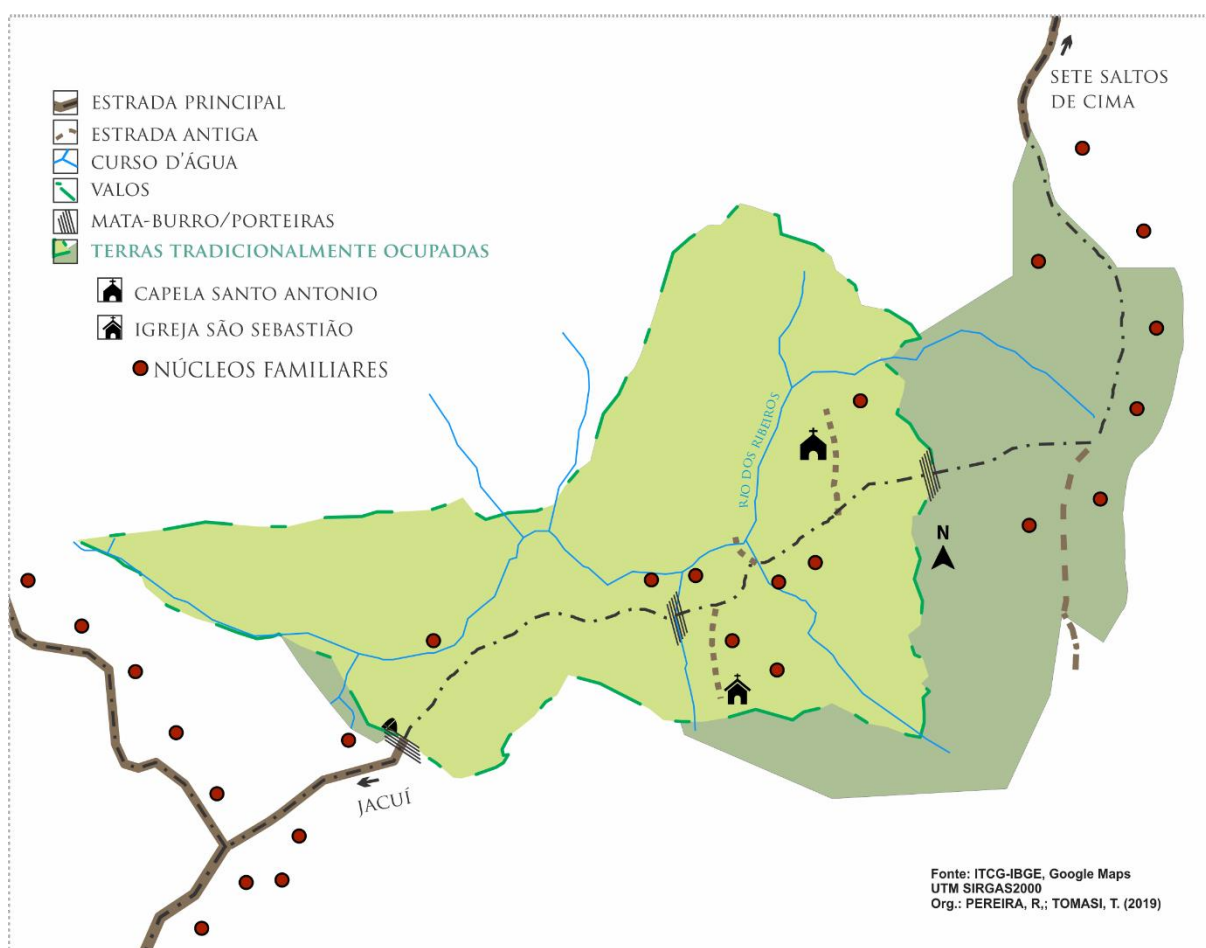 ESTRADA PRINCIPAL
ESTRADA ANTIGA
CURSO D'ÁGUA
VALOS
MATA-BURRO/PORTEIRAS
TERRAS TRADICIONALMENTE OCUPADAS
CAPELA SANTO ANTONIO
IGREJA SÃO SEBASTIÃO
NÚCLEOS FAMILIARES
SETE SALTOS
DE CIMA
RIO DOS RIBEIROS
N
JACUÍ
Fonte: ITCG-IBGE, Google Maps
UTM SIRGAS2000
Org.: PEREIRA, R,; TOMASI, T. (2019)